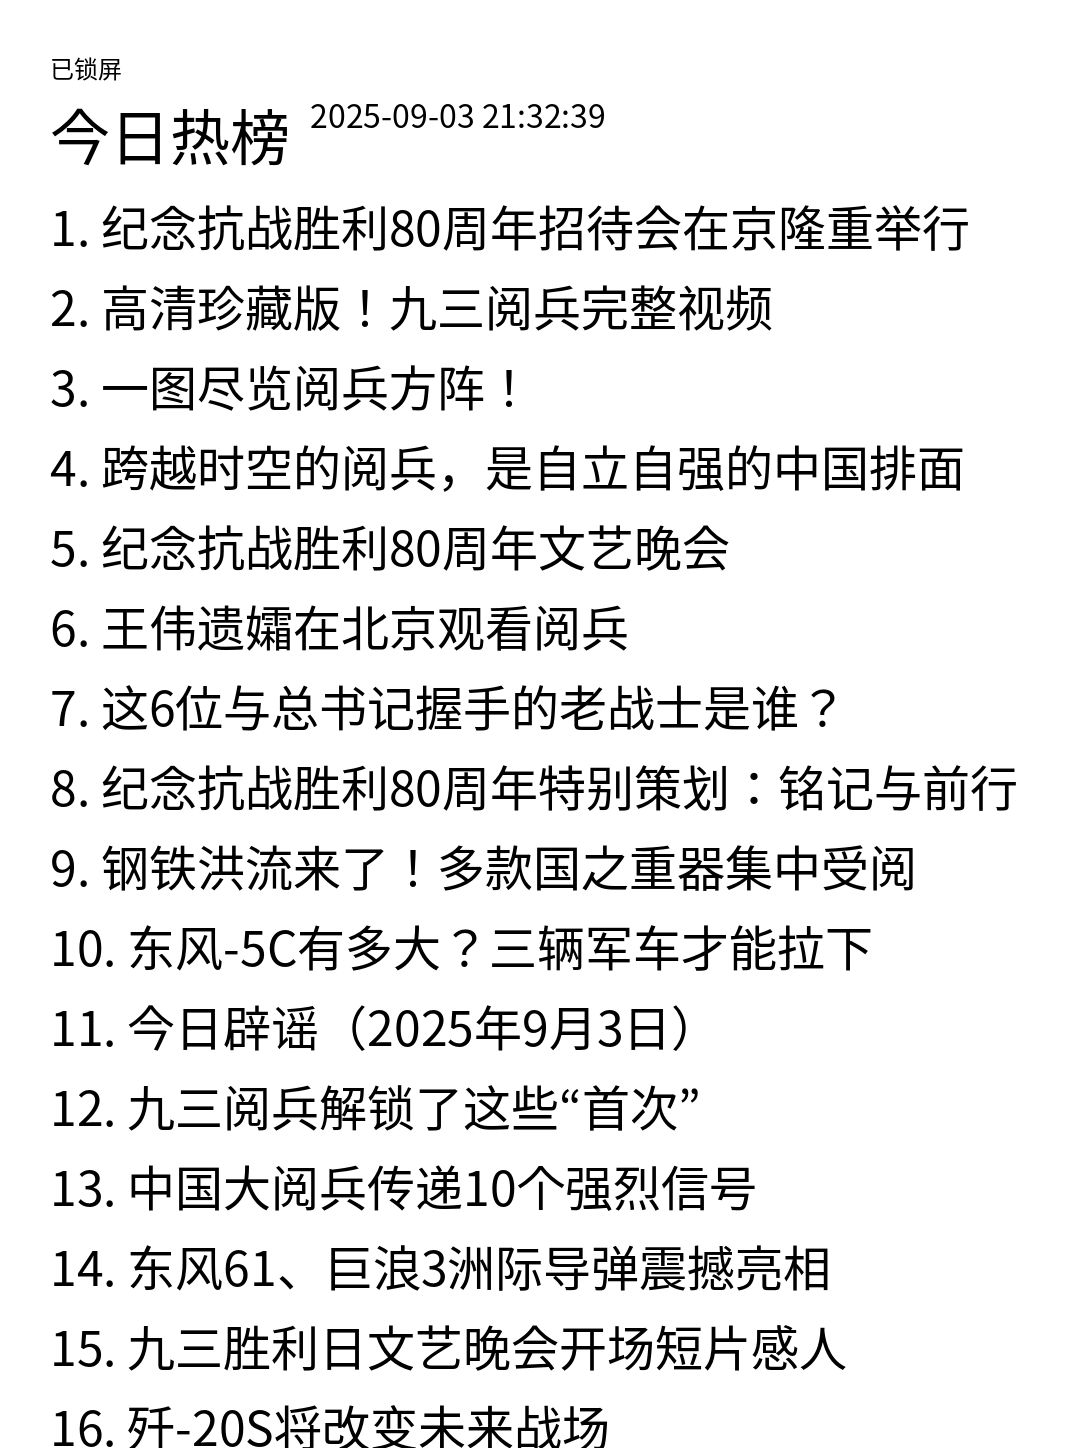 已锁屏
今日热榜 2025-09-03 21:32:39
1. 纪念抗战胜利80周年招待会在京隆重举行
2. 高清珍藏版！九三阅兵完整视频
3. 一图尽览阅兵方阵！
4. 跨越时空的阅兵，是自立自强的中国排面
5. 纪念抗战胜利80周年文艺晚会
6. 王伟遗孀在北京观看阅兵
7. 这6位与总书记握手的老战士是谁？
8. 纪念抗战胜利80周年特别策划：铭记与前行
9. 钢铁洪流来了！多款国之重器集中受阅
10. 东风-5C有多大？三辆军车才能拉下
11. 今日辟谣（2025年9月3日）
12. 九三阅兵解锁了这些“首次”
13. 中国大阅兵传递10个强烈信号
14. 东风61、巨浪3洲际导弹震撼亮相
15. 九三胜利日文艺晚会开场短片感人
16. 歼-20S将改变未来战场